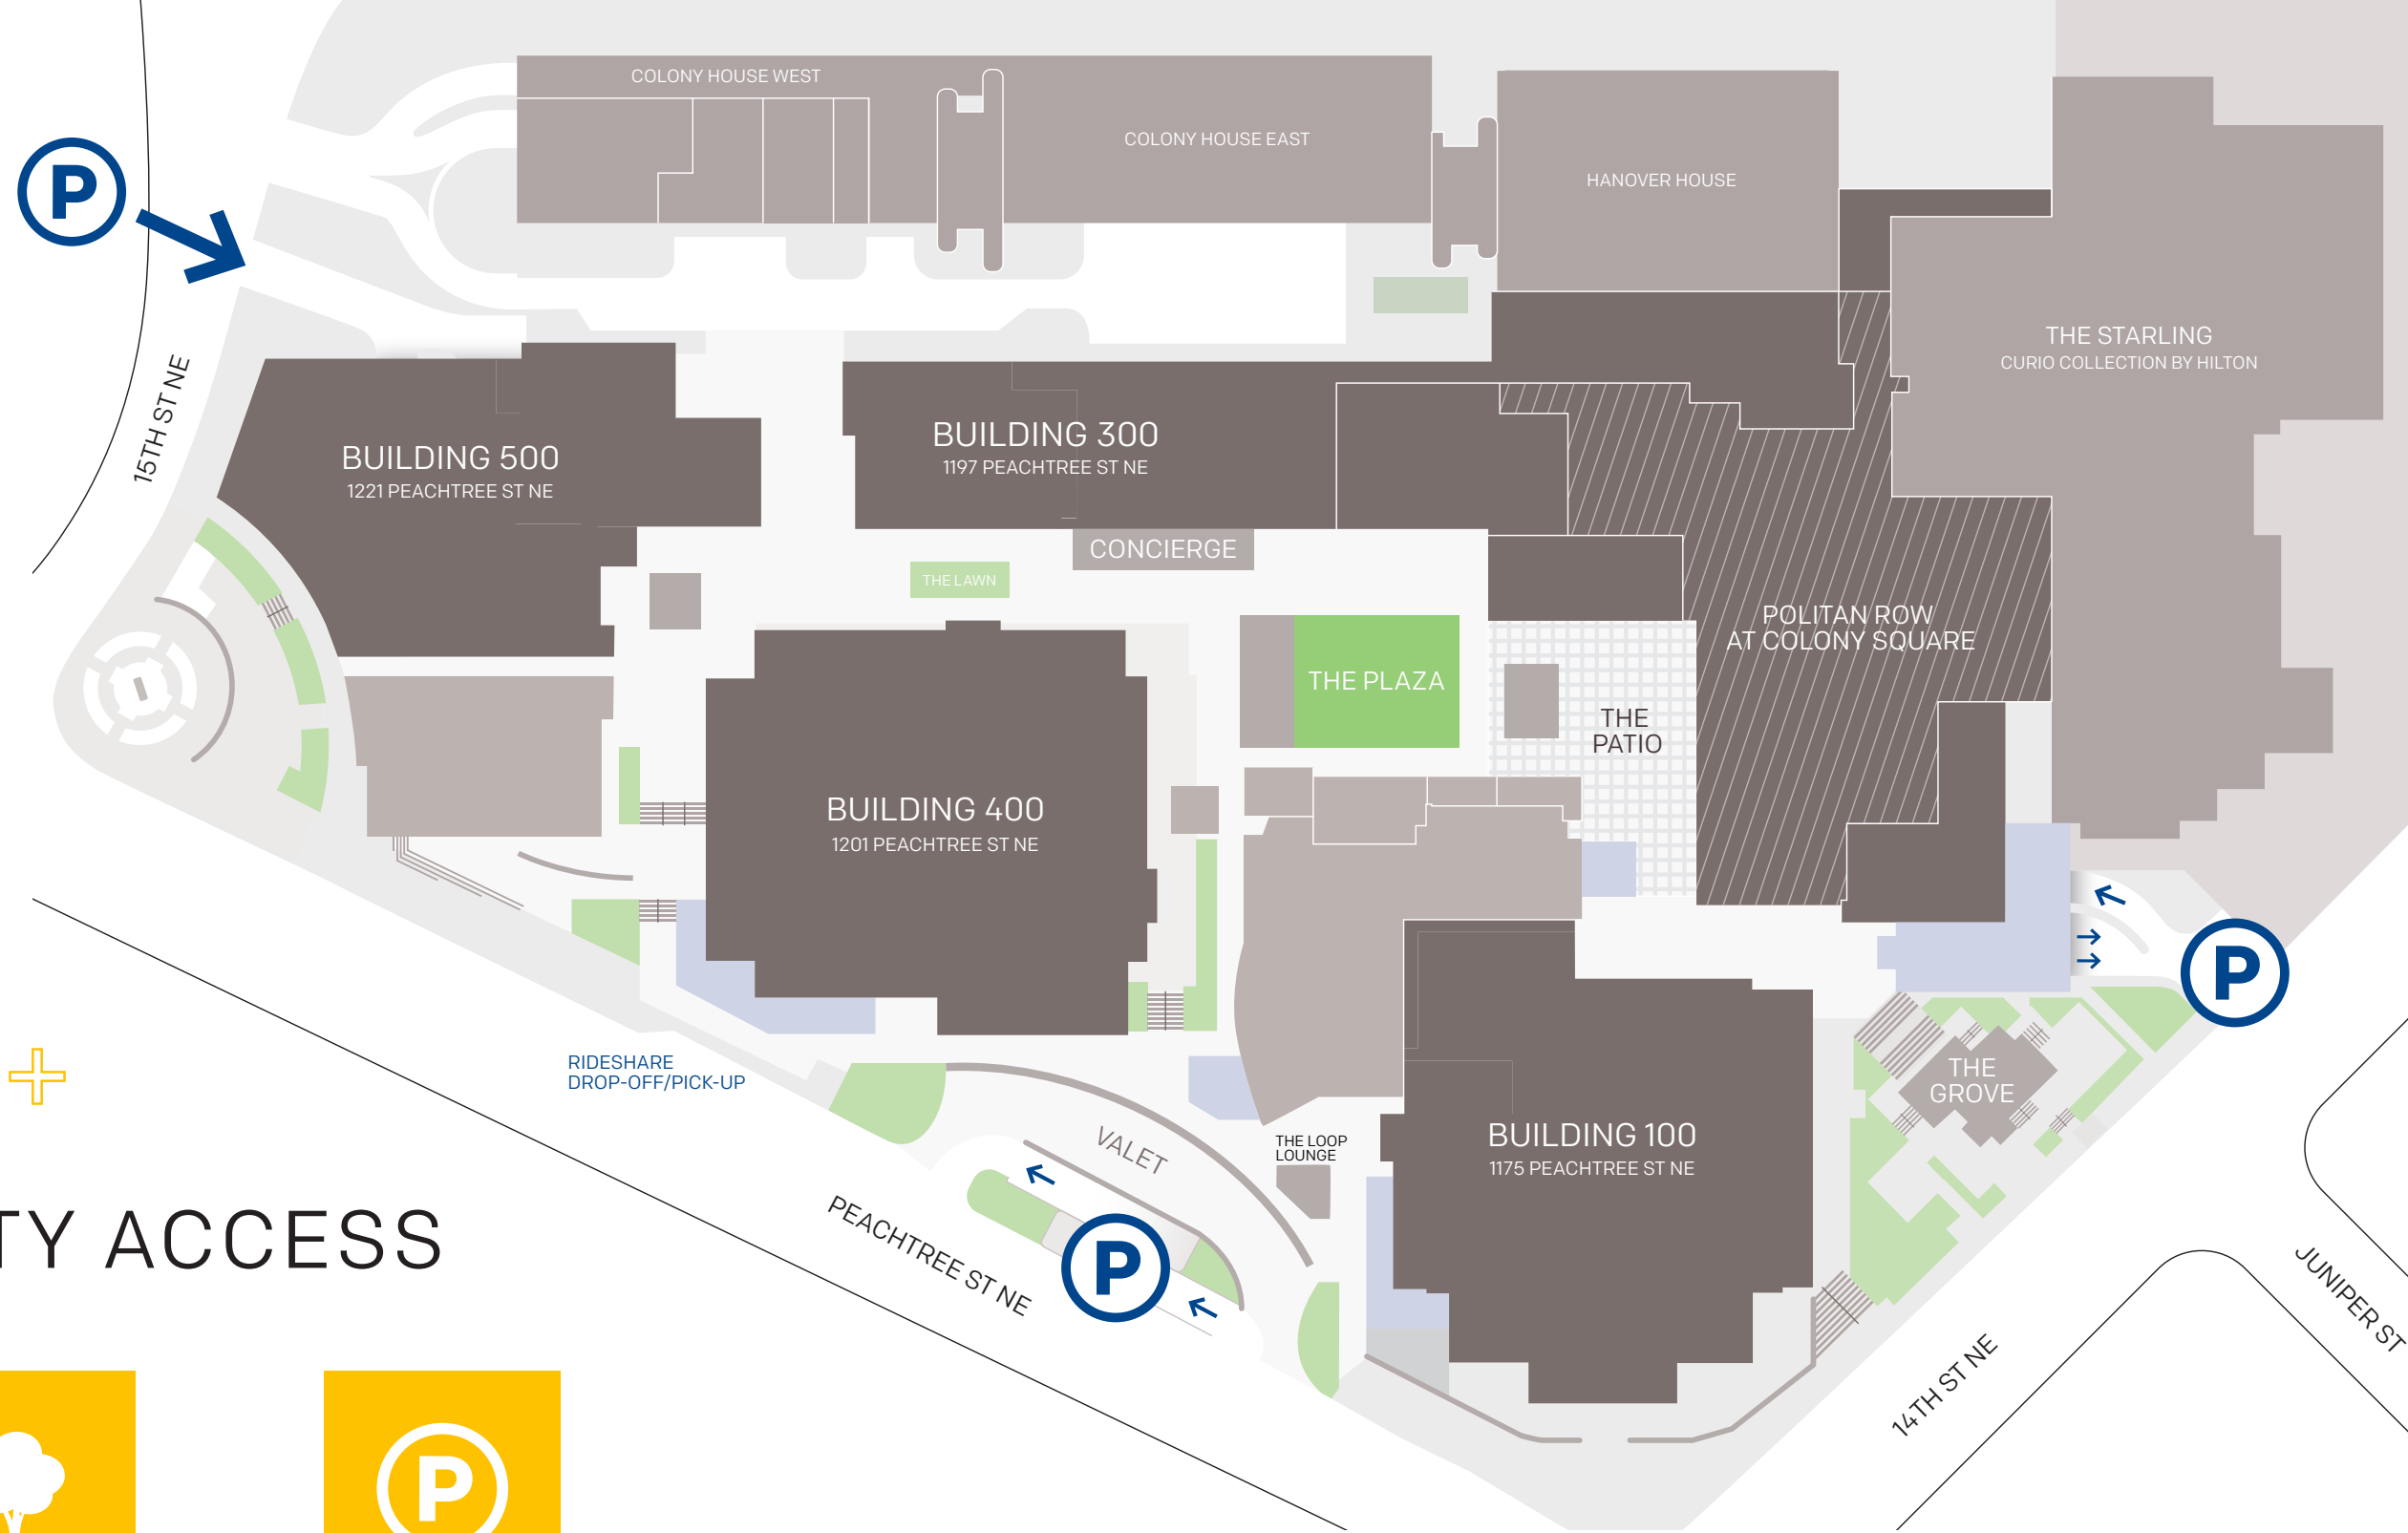 COLONY HOUSE WEST
COLONY HOUSE EAST
HANOVER HOUSE
P
15TH ST NE
THE STARLING
CURIO COLLECTION BY HILTON
BUILDING 500
1221 PEACHTREE ST NE
BUILDING 300
1197 PEACHTREE ST NE
CONCIERGE
THE LAWN
POLITAN ROW
AT COLONY SQUARE
THE PLAZA
THE
PATIO
BUILDING 400
1201 PEACHTREE ST NE
P
RIDESHARE
DROP-OFF/PICK-UP
THE
GROVE
VALET
THE LOOP
LOUNGE
BUILDING 100
1175 PEACHTREE ST NE
PEACHTREE ST NE
P
TY ACCESS
JUNIPER ST
14TH ST NE
P